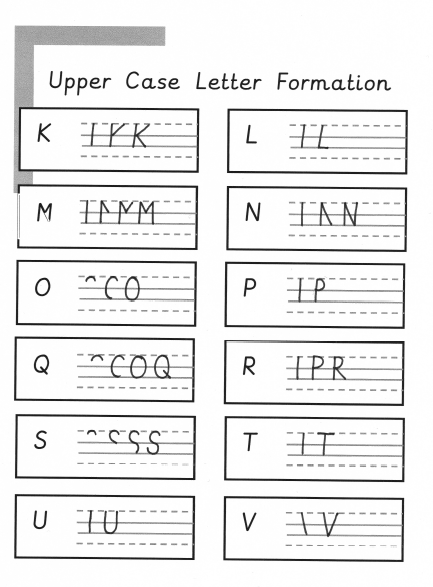 Upper Case Letter Formation
K I K
L I L
M I M
N I N
O C O
P I P
Q C O Q
R I P R
S S
T I T
U I U
V \ V